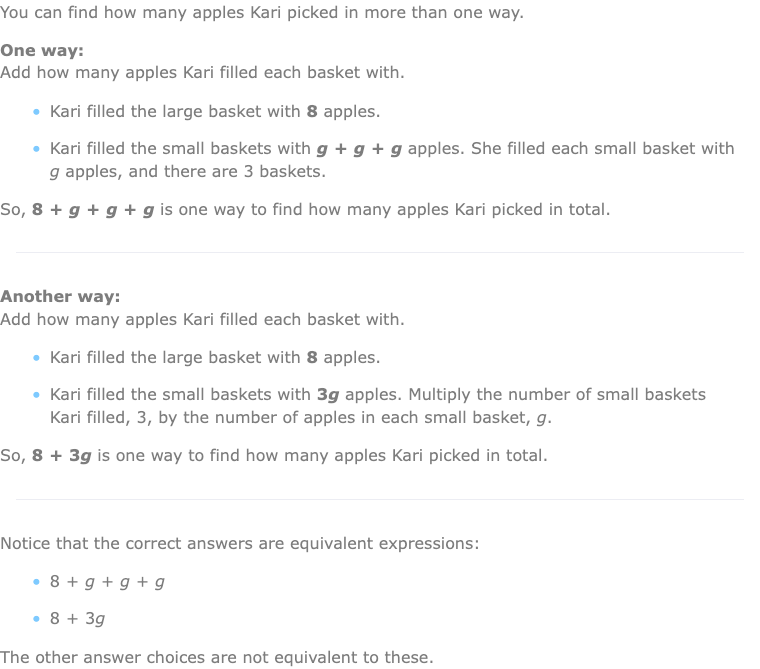 You can find how many apples Kari picked in more than one way.
One way:
Add how many apples Kari filled each basket with.
• Kari filled the large basket with 8 apples.
• Kari filled the small baskets with g + g + g apples. She filled each small basket with
g apples, and there are 3 baskets.
So, 8 + g + g + g is one way to find how many apples Kari picked in total.
Another way:
Add how many apples Kari filled each basket with.
• Kari filled the large basket with 8 apples.
• Kari filled the small baskets with 3g apples. Multiply the number of small baskets
Kari filled, 3, by the number of apples in each small basket, g.
So, 8 + 3g is one way to find how many apples Kari picked in total.
Notice that the correct answers are equivalent expressions:
• 8 + g + g + g
• 8 + 3g
The other answer choices are not equivalent to these.